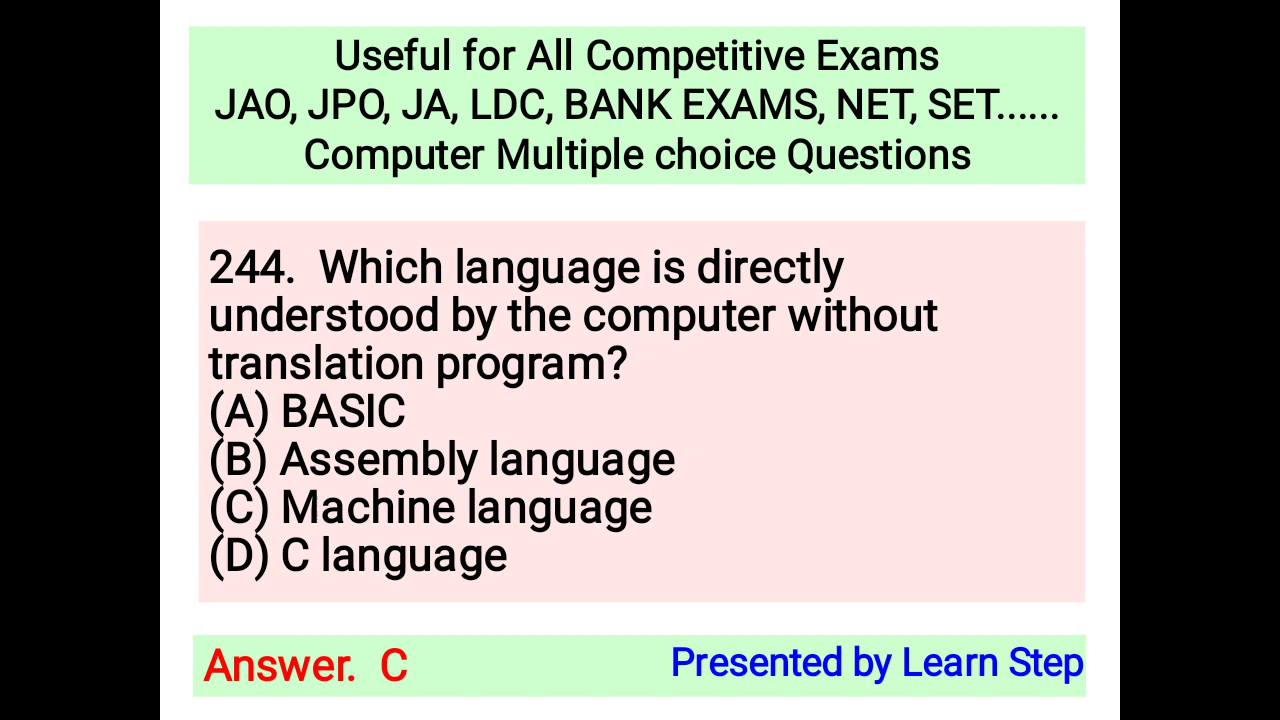 Useful for All Competitive Exams
JAO, JPO, JA, LDC, BANK EXAMS, NET, SET......
Computer Multiple choice Questions
244.  Which language is directly
understood by the computer without
translation program?
(A) BASIC
(B) Assembly language
(C) Machine language
(D) C language
Answer.  C
Presented by Learn Step